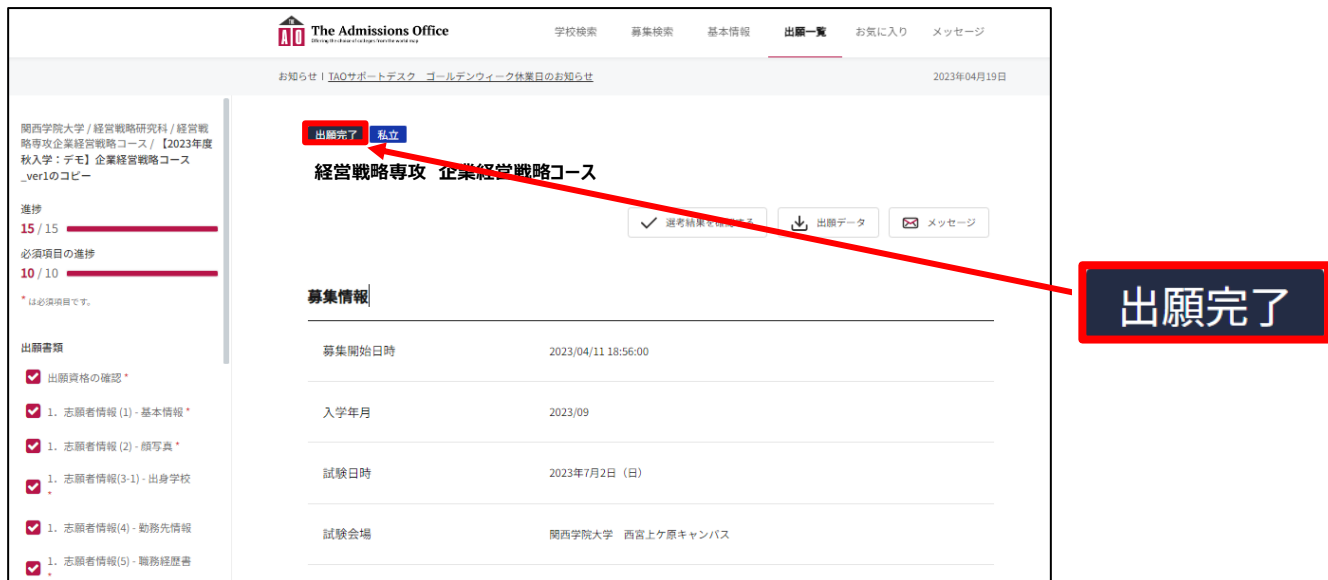 The Admissions Office
学校検索
募集検索
基本情報
出願一覧
お気に入り
メッセージ
お知らせ | TAOサポートデスク　ゴールデンウィーク休業日のお知らせ
2023年04月19日
関西学院大学 / 経営戦略研究科 / 経営戦
略専攻企業経営戦略コース / 【2023年度
秋入学：デモ】企業経営戦略コース
_ver1のコピー
進捗
15 / 15
必須項目の進捗
10 / 10
* は必須項目です。
出願書類
出願資格の確認 *
1．志願者情報 (1) - 基本情報 *
1．志願者情報 (2) - 顔写真 *
1．志願者情報(3-1) - 出身学校
*
1．志願者情報(4) - 勤務先情報
1．志願者情報(5) - 職務経歴書
*
出願完了
私立
経営戦略専攻　企業経営戦略コース
選考結果を確認する
出願データ
メッセージ
募集情報
募集開始日時
2023/04/11 18:56:00
入学年月
2023/09
試験日時
2023年7月2日（日）
試験会場
関西学院大学　西宮上ケ原キャンパス
出願完了